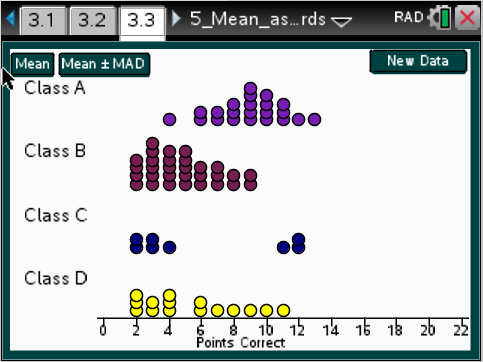 3.1 3.2 3.3 5_Mean_as…rds RAD
Mean Mean ± MAD New Data
Class A
Class B
Class C
Class D
0 2 4 6 8 10 12 14 16 18 20 22
Points Correct